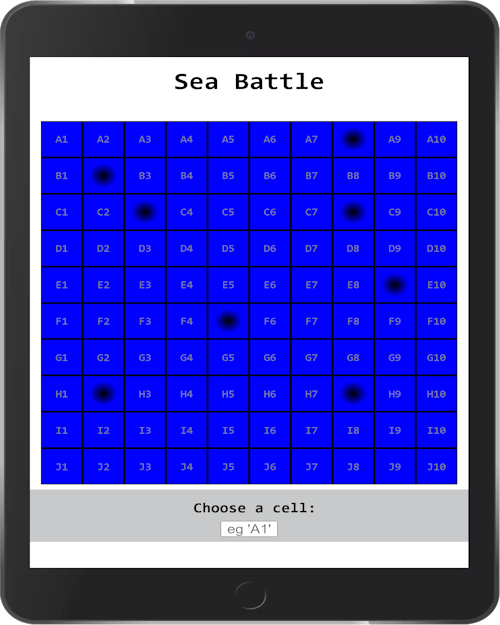 Sea Battle
A1 A2 A3 A4 A5 A6 A7 A9 A10
B1 B3 B4 B5 B6 B7 B8 B9 B10
C1 C2 C4 C5 C6 C7 C9 C10
D1 D2 D3 D4 D5 D6 D7 D8 D9 D10
E1 E2 E3 E4 E5 E6 E7 E8 E10
F1 F2 F3 F4 F6 F7 F8 F9 F10
G1 G2 G3 G4 G5 G6 G7 G8 G9 G10
H1 H3 H4 H5 H6 H7 H9 H10
I1 I2 I3 I4 I5 I6 I7 I8 I9 I10
J1 J2 J3 J4 J5 J6 J7 J8 J9 J10
Choose a cell:
eg 'A1'